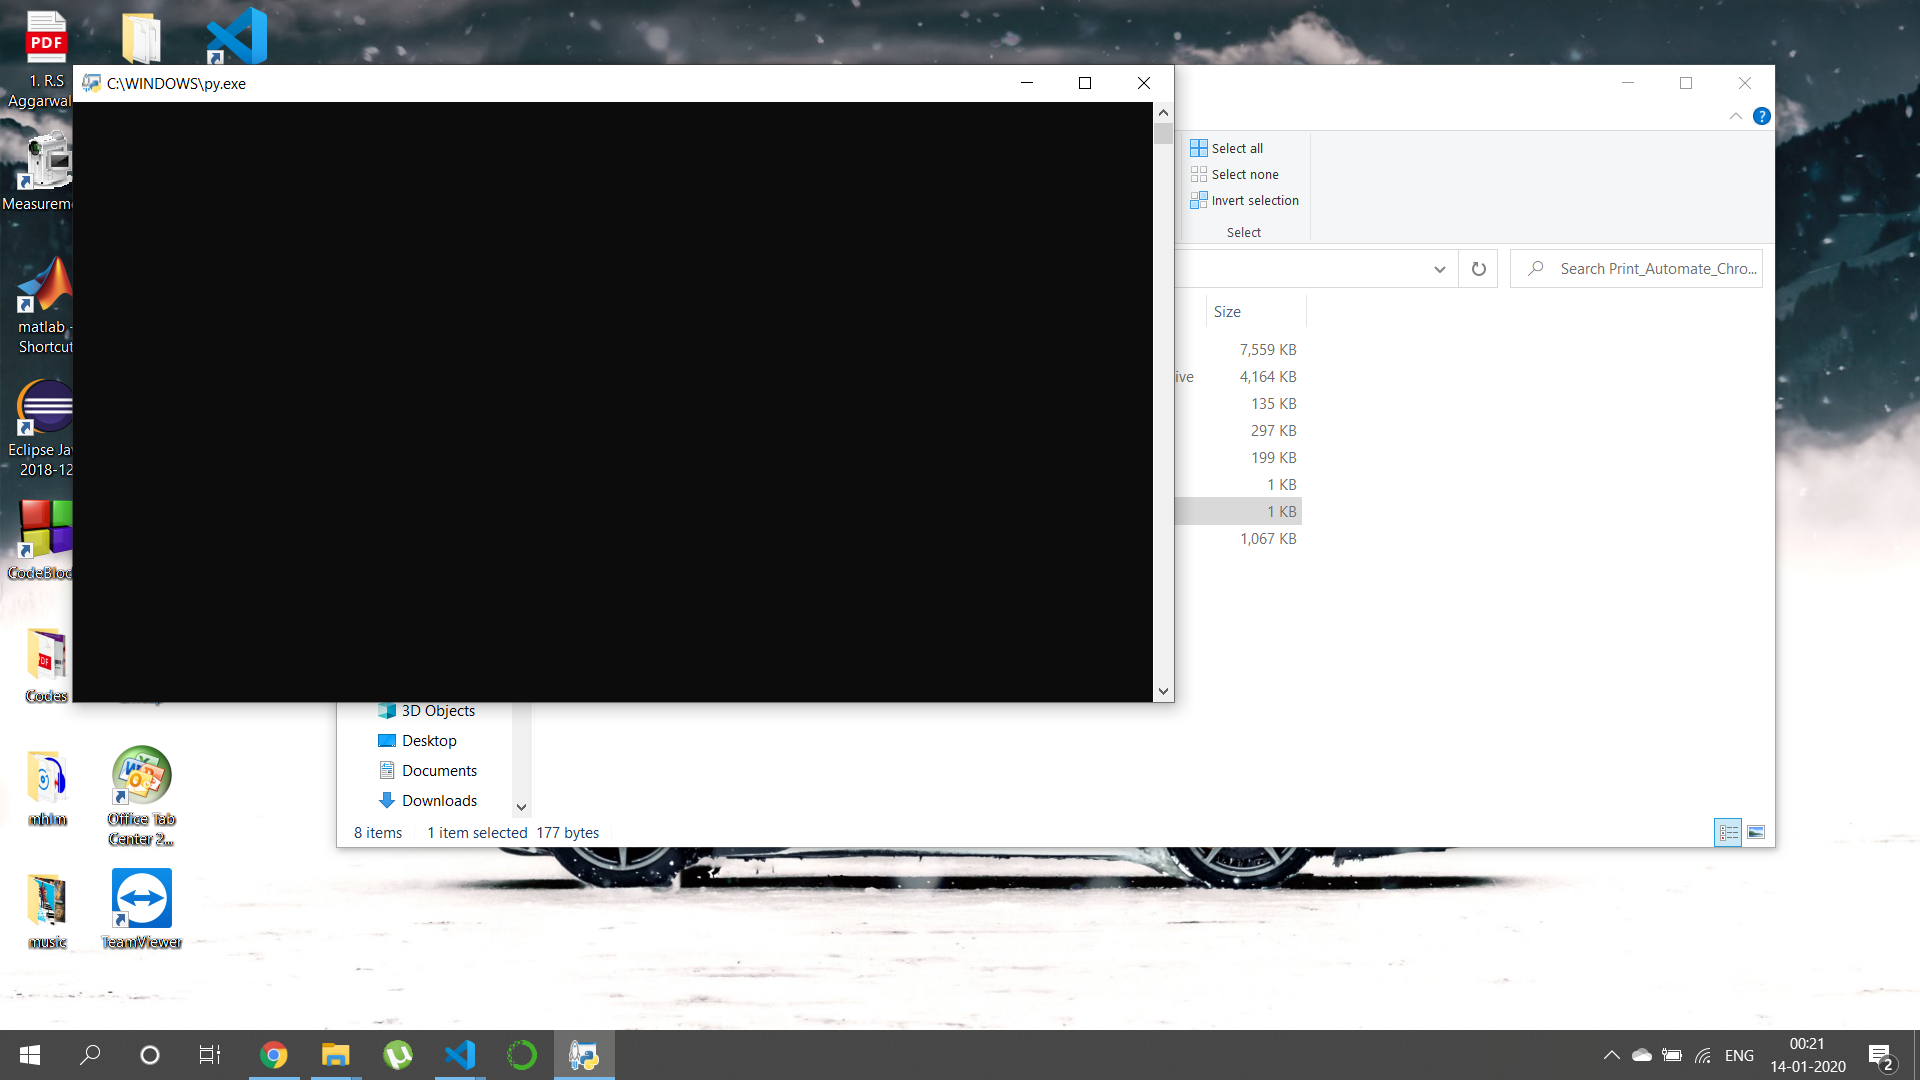 PDF
1. R.S
Aggarwal
C:\WINDOWS\py.exe
Select all
Select none
Invert selection
Select
Search Print_Automate_Chro...
Size
7,559 KB
4,164 KB
135 KB
297 KB
199 KB
1 KB
1 KB
1,067 KB
Measurem
matlab -
Shortcut
Eclipse Ja
2018-12
CodeBloc
Codes
mhlm
music
Office Tab
Center 2...
TeamViewer
3D Objects
Desktop
Documents
Downloads
8 items 1 item selected 177 bytes
ENG
00:21
14-01-2020
2